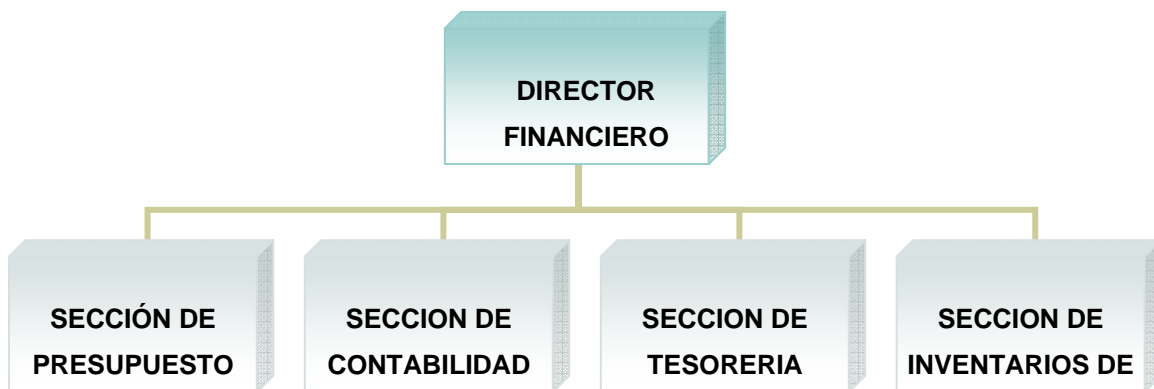 DIRECTOR
FINANCIERO
SECCIÓN DE
PRESUPUESTO
SECCION DE
CONTABILIDAD
SECCION DE
TESORERIA
SECCION DE
INVENTARIOS DE